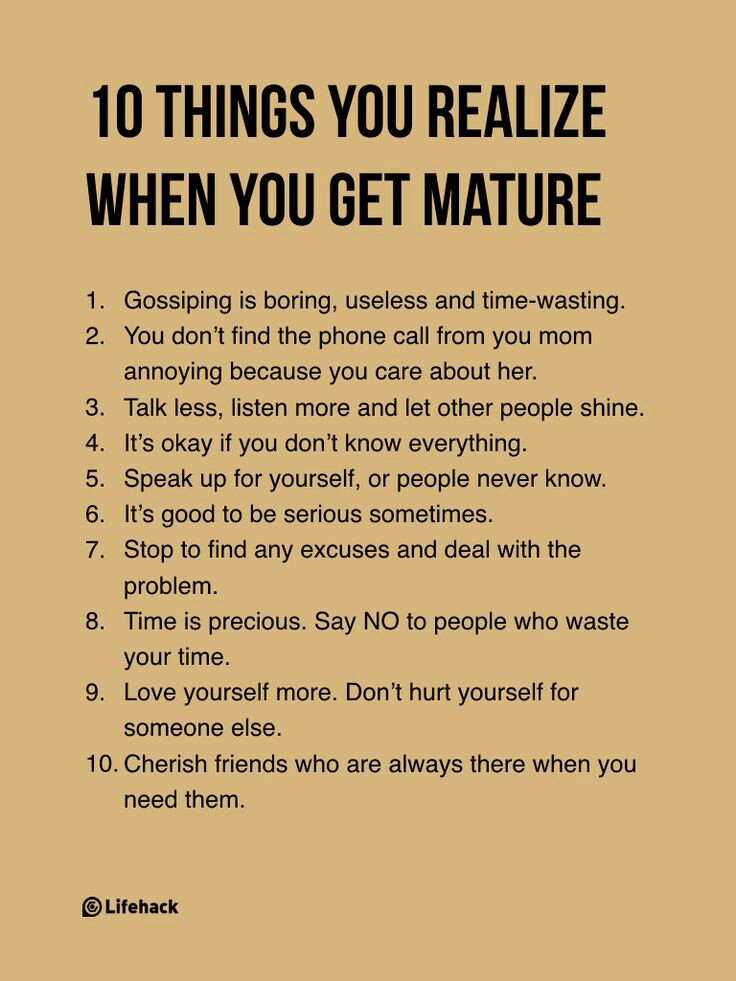 10 THINGS YOU REALIZE
WHEN YOU GET MATURE
1. Gossiping is boring, useless and time-wasting.
2. You don’t find the phone call from you mom
annoying because you care about her.
3. Talk less, listen more and let other people shine.
4. It’s okay if you don’t know everything.
5. Speak up for yourself, or people never know.
6. It’s good to be serious sometimes.
7. Stop to find any excuses and deal with the
problem.
8. Time is precious. Say NO to people who waste
your time.
9. Love yourself more. Don’t hurt yourself for
someone else.
10. Cherish friends who are always there when you
need them.
Lifehack